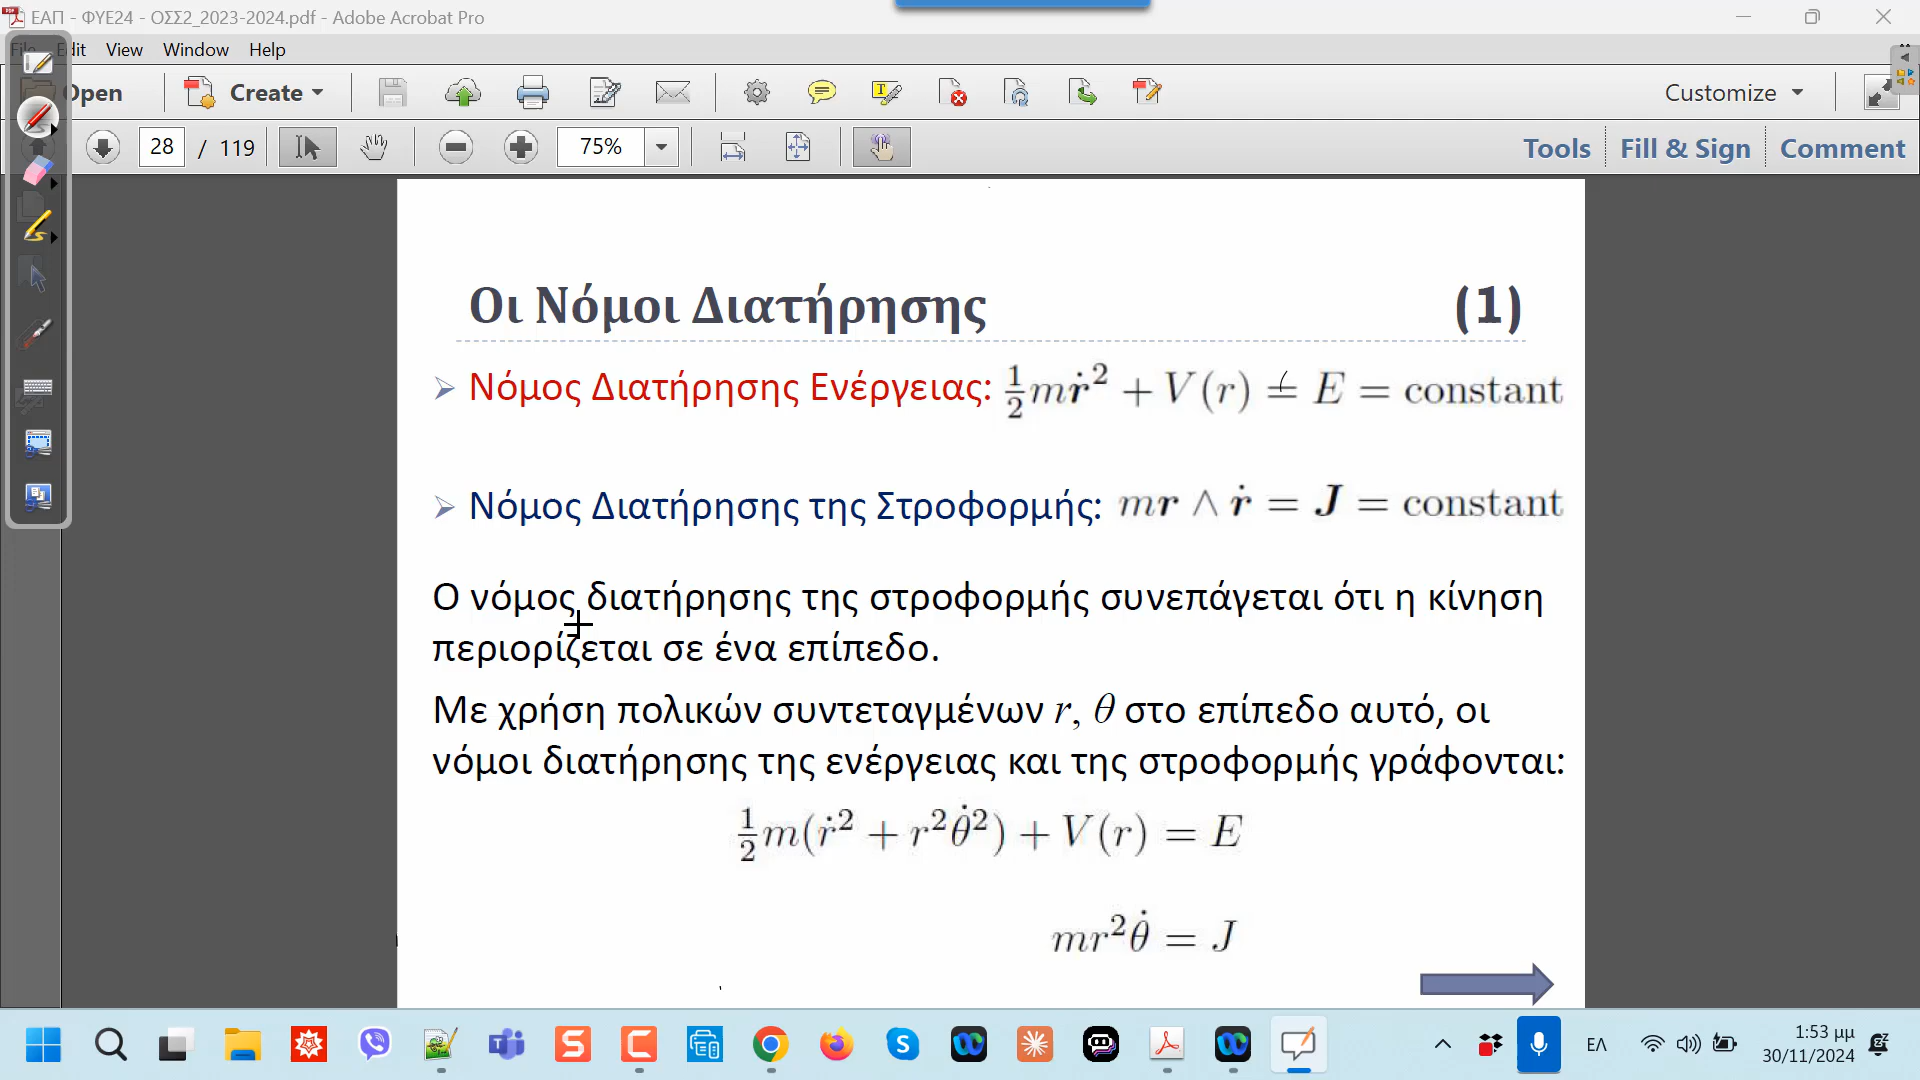 ΕΑΠ - ΦΥΕ24 - ΟΣΣ2_2023-2024.pdf - Adobe Acrobat Pro
File Edit View Window Help
Open Create Customize
28 / 119 75% Tools Fill & Sign Comment
Οι Νόμοι Διατήρησης (1)
➢ Νόμος Διατήρησης Ενέργειας: ½mṙ² + V(r) = E = constant
➢ Νόμος Διατήρησης της Στροφορμής: mr ∧ ṙ = J = constant
Ο νόμος διατήρησης της στροφορμής συνεπάγεται ότι η κίνηση
περιορίζεται σε ένα επίπεδο.
Με χρήση πολικών συντεταγμένων r, θ στο επίπεδο αυτό, οι
νόμοι διατήρησης της ενέργειας και της στροφορμής γράφονται:
½m(ṙ² + r²θ̇²) + V(r) = E
mr²θ̇ = J
ΕΛ
1:53 μμ
30/11/2024